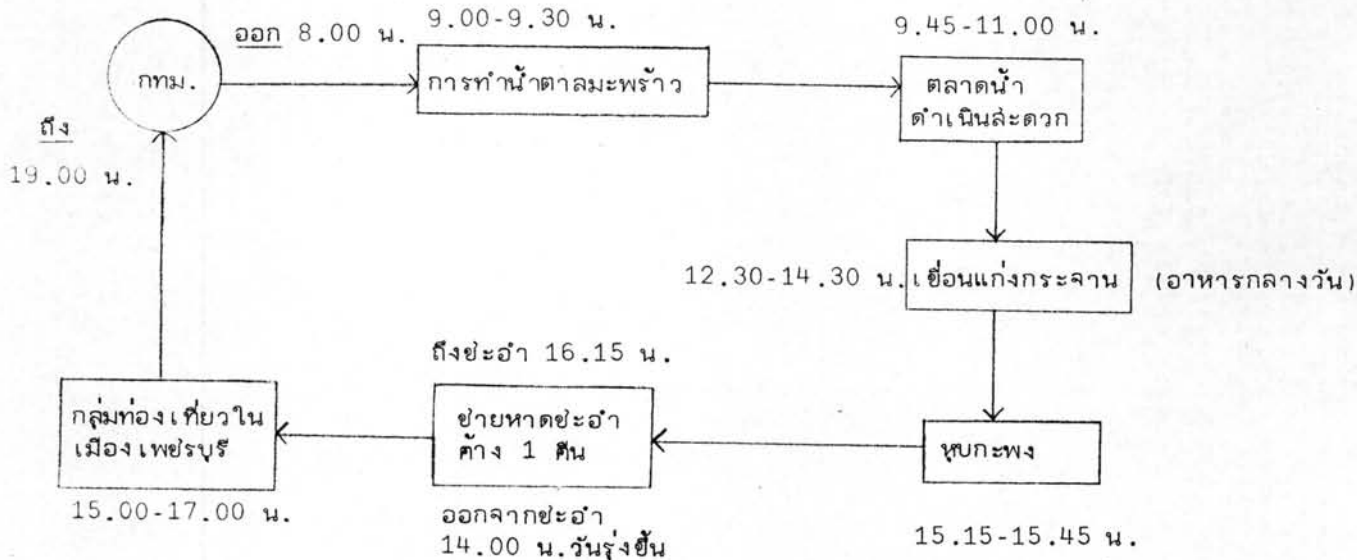 ออก 8.00 น.
9.00-9.30 น.
9.45-11.00 น.
กทม.
การทำน้ำตาลมะพร้าว
ตลาดน้ำ
ดำเนินสะดวก
ถึง
19.00 น.
12.30-14.30 น.
เขื่อนแก่งกระจาน
(อาหารกลางวัน)
ถึงชะอำ 16.15 น.
กลุ่มท่องเที่ยวใน
เมืองเพชรบุรี
ชายหาดชะอำ
ค้าง 1 คืน
หุบกะพง
15.00-17.00 น.
ออกจากชะอำ
14.00 น.วันรุ่งขึ้น
15.15-15.45 น.